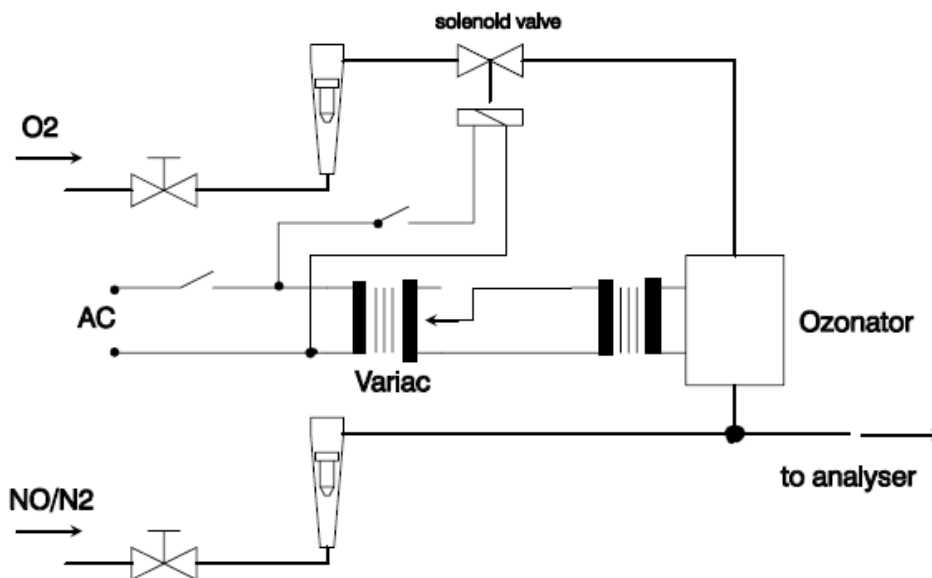 solenoid valve
O2
AC
Ozonator
Variac
to analyser
NO/N2